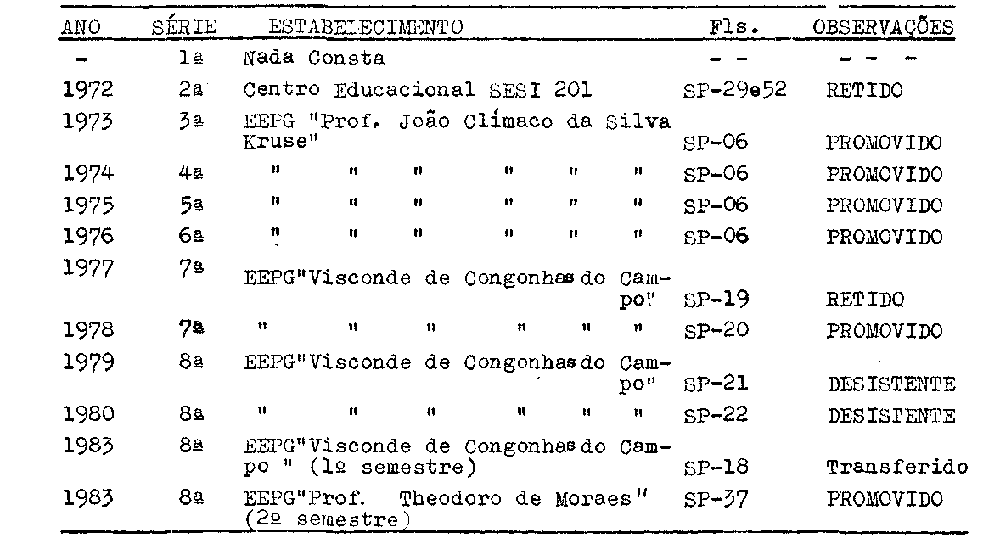 ANO SÉRIE ESTABELECIMENTO Fls. OBSERVAÇÕES
- 1ª Nada Consta - - - - -
1972 2ª Centro Educacional SESI 201 SP-29e52 RETIDO
1973 3ª EEPG "Prof. João Clímaco da Silva
Kruse" SP-06 PROMOVIDO
1974 4ª " " " " " " SP-06 PROMOVIDO
1975 5ª " " " " " " SP-06 PROMOVIDO
1976 6ª " " " " " " SP-06 PROMOVIDO
1977 7ª EEPG"Visconde de Congonhas do Cam-
po" SP-19 RETIDO
1978 7ª " " " " " " SP-20 PROMOVIDO
1979 8ª EEPG"Visconde de Congonhas do Cam-
po" SP-21 DESISTENTE
1980 8ª " " " " " " SP-22 DESISTENTE
1983 8ª EEPG"Visconde de Congonhas do Cam-
po " (1º semestre) SP-18 Transferido
1983 8ª EEPG"Prof. Theodoro de Moraes" SP-37 PROMOVIDO
(2º semestre)